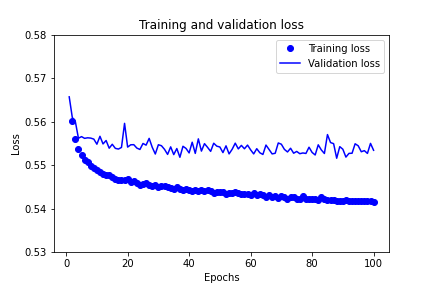 Training and validation loss
Training loss
Validation loss
Loss
0.58
0.57
0.56
0.55
0.54
0.53
0
20
40
60
80
100
Epochs